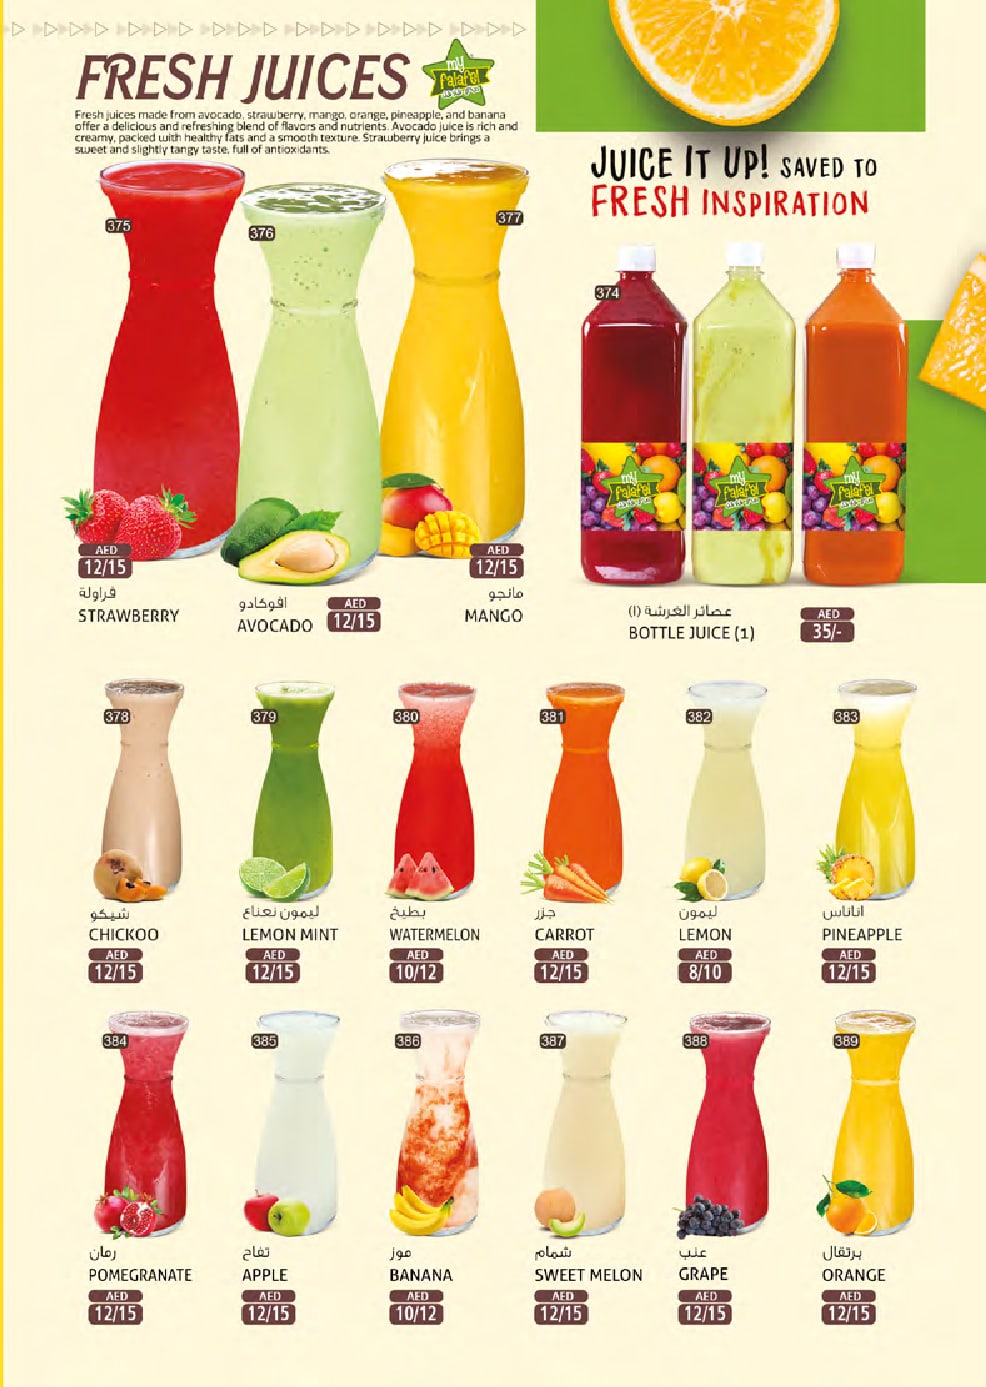 FRESH JUICES
my
falafel
Fresh juices made from avocado, strawberry, mango, orange, pineapple, and banana
offer a delicious and refreshing blend of flavors and nutrients. Avocado juice is rich and
creamy, packed with healthy fats and a smooth texture. Strawberry juice brings a
sweet and slightly tangy taste, full of antioxidants.
JUICE IT UP! SAVED TO
FRESH INSPIRATION
375
376
377
374
my
falafel
my
falafel
my
falafel
AED
12/15
فراولة
STRAWBERRY
افوكادو
AVOCADO
AED
12/15
AED
12/15
مانجو
MANGO
عصائر الغرشة (١)
BOTTLE JUICE (1)
AED
35/-
378
379
380
381
382
383
شيكو
CHICKOO
AED
12/15
ليمون نعناع
LEMON MINT
AED
12/15
بطيخ
WATERMELON
AED
10/12
جزر
CARROT
AED
12/15
ليمون
LEMON
AED
8/10
اناناس
PINEAPPLE
AED
12/15
384
385
386
387
388
389
رمان
POMEGRANATE
AED
12/15
تفاح
APPLE
AED
12/15
موز
BANANA
AED
10/12
شمام
SWEET MELON
AED
12/15
عنب
GRAPE
AED
12/15
برتقال
ORANGE
AED
12/15